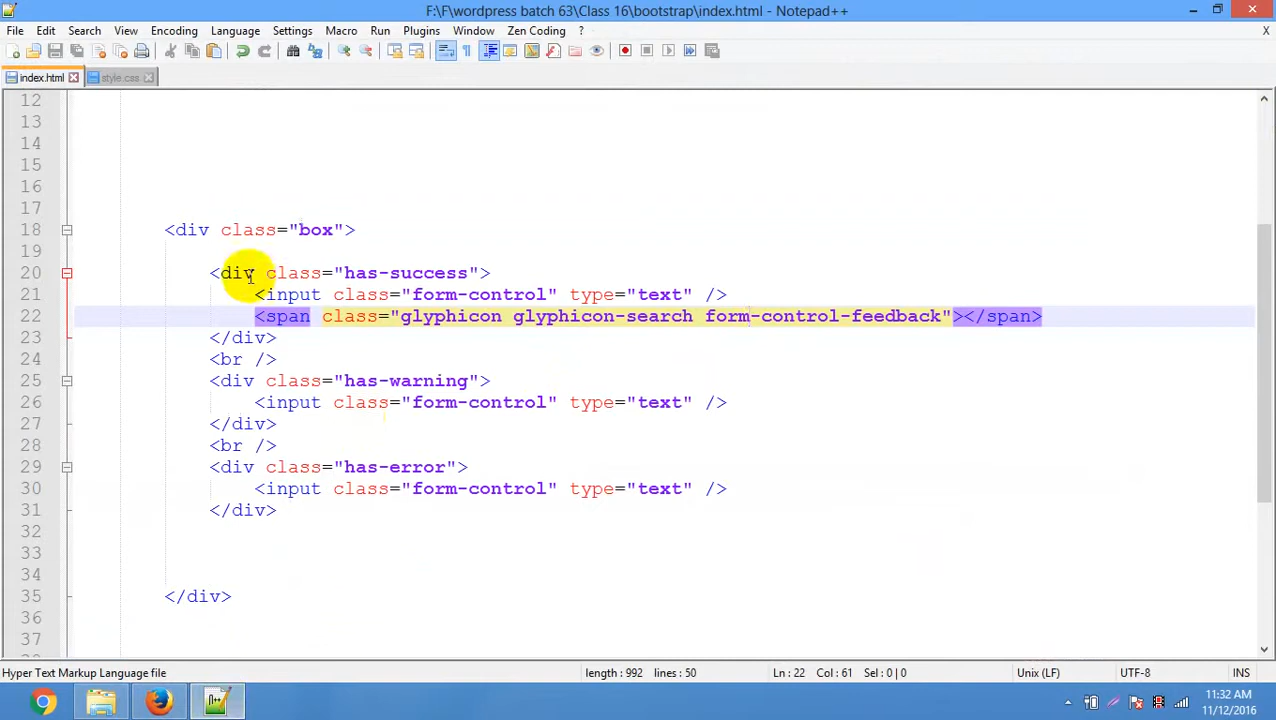 F:\F\wordpress batch 63\Class 16\bootstrap\index.html - Notepad++
File Edit Search View Encoding Language Settings Macro Run Plugins Window Zen Coding ? X
index.html style.css
12
13
14
15
16
17
18 <div class="box">
19
20 <div class="has-success">
21 <input class="form-control" type="text" />
22 <span class="glyphicon glyphicon-search form-control-feedback"></span>
23 </div>
24 <br />
25 <div class="has-warning">
26 <input class="form-control" type="text" />
27 </div>
28 <br />
29 <div class="has-error">
30 <input class="form-control" type="text" />
31 </div>
32
33
34
35 </div>
36
37
Hyper Text Markup Language file length : 992 lines : 50 Ln : 22 Col : 61 Sel : 0 | 0 Unix (LF) UTF-8 INS
11:32 AM
11/12/2016